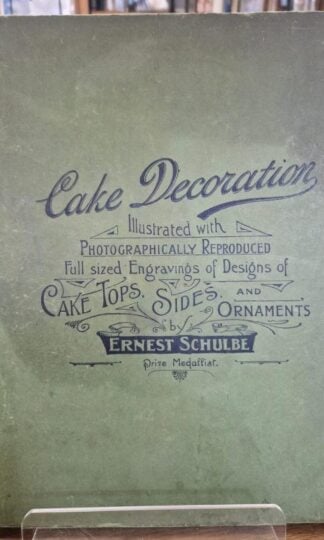 Cake Decoration
Illustrated with
PHOTOGRAPHICALLY REPRODUCED
Full sized Engravings of Designs of
CAKE TOPS, SIDES, AND
ORNAMENTS
by
ERNEST SCHULBE
Prize Medallist.